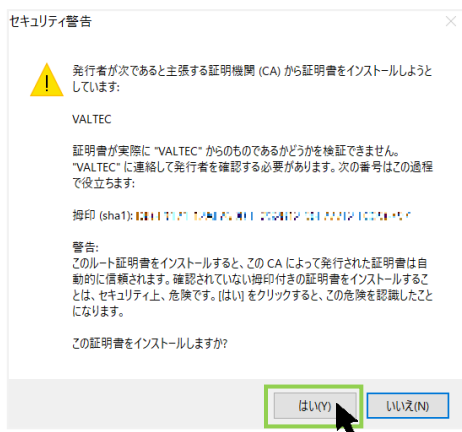 セキュリティ警告
発行者が次であると主張する証明機関 (CA) から証明書をインストールしようと
しています:
VALTEC
証明書が実際に "VALTEC" からのものであるかどうかを検証できません。
"VALTEC" に連絡して発行者を確認する必要があります。次の番号はこの過程
で役立ちます:
拇印 (sha1):
警告:
このルート証明書をインストールすると、この CA によって発行された証明書は自
動的に信頼されます。確認されていない拇印付きの証明書をインストールするこ
とは、セキュリティ上、危険です。[はい] をクリックすると、この危険を認識したこと
になります。
この証明書をインストールしますか?
はい(Y)
いいえ(N)